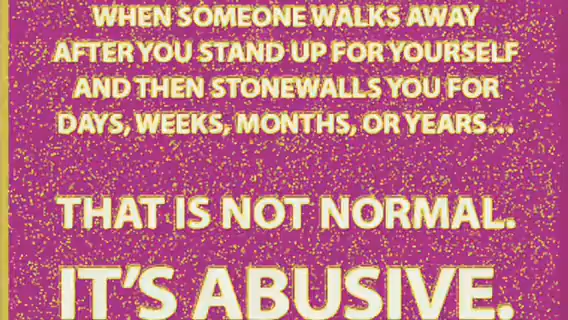 WHEN SOMEONE WALKS AWAY
AFTER YOU STAND UP FOR YOURSELF
AND THEN STONEWALLS YOU FOR
DAYS, WEEKS, MONTHS, OR YEARS...
THAT IS NOT NORMAL.
IT'S ABUSIVE.